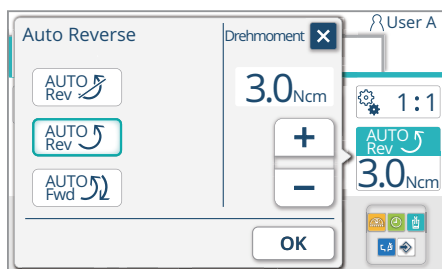 Auto Reverse
Drehmoment
User A
AUTO
Rev
3.0Ncm
1:1
AUTO
Rev
+
AUTO
Rev
3.0Ncm
AUTO
Fwd
−
OK